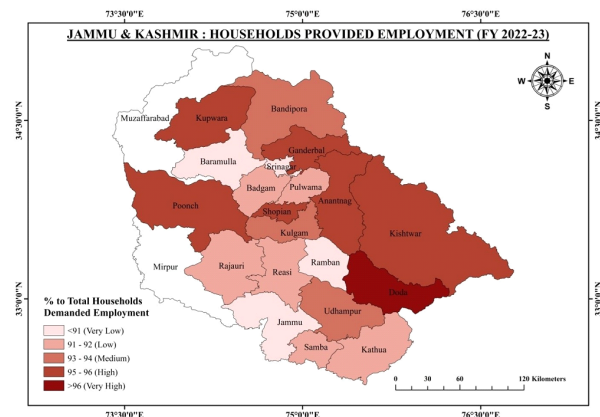 JAMMU & KASHMIR : HOUSEHOLDS PROVIDED EMPLOYMENT (FY 2022-23)
73°30'0"E 75°0'0"E 76°30'0"E
N
W E
S
34°30'0"N 34°30'0"N
33°0'0"N 33°0'0"N
Muzaffarabad
Kupwara
Bandipora
Baramulla
Ganderbal
Srinagar
Badgam
Pulwama
Anantnag
Poonch
Shopian
Kulgam
Kishtwar
Mirpur
Rajauri
Reasi
Ramban
Doda
Udhampur
Jammu
Samba
Kathua
% to Total Households
Demanded Employment
<91 (Very Low)
91 - 92 (Low)
93 - 94 (Medium)
95 - 96 (High)
>96 (Very High)
0 30 60 120 Kilometers
73°30'0"E 75°0'0"E 76°30'0"E